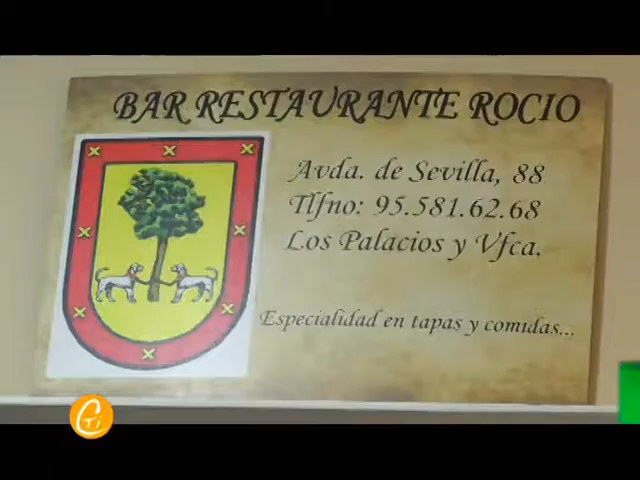 BAR RESTAURANTE ROCIO
Avda. de Sevilla, 88
Tlfno: 95.581.62.68
Los Palacios y Vfca.
Especialidad en tapas y comidas...
CTi